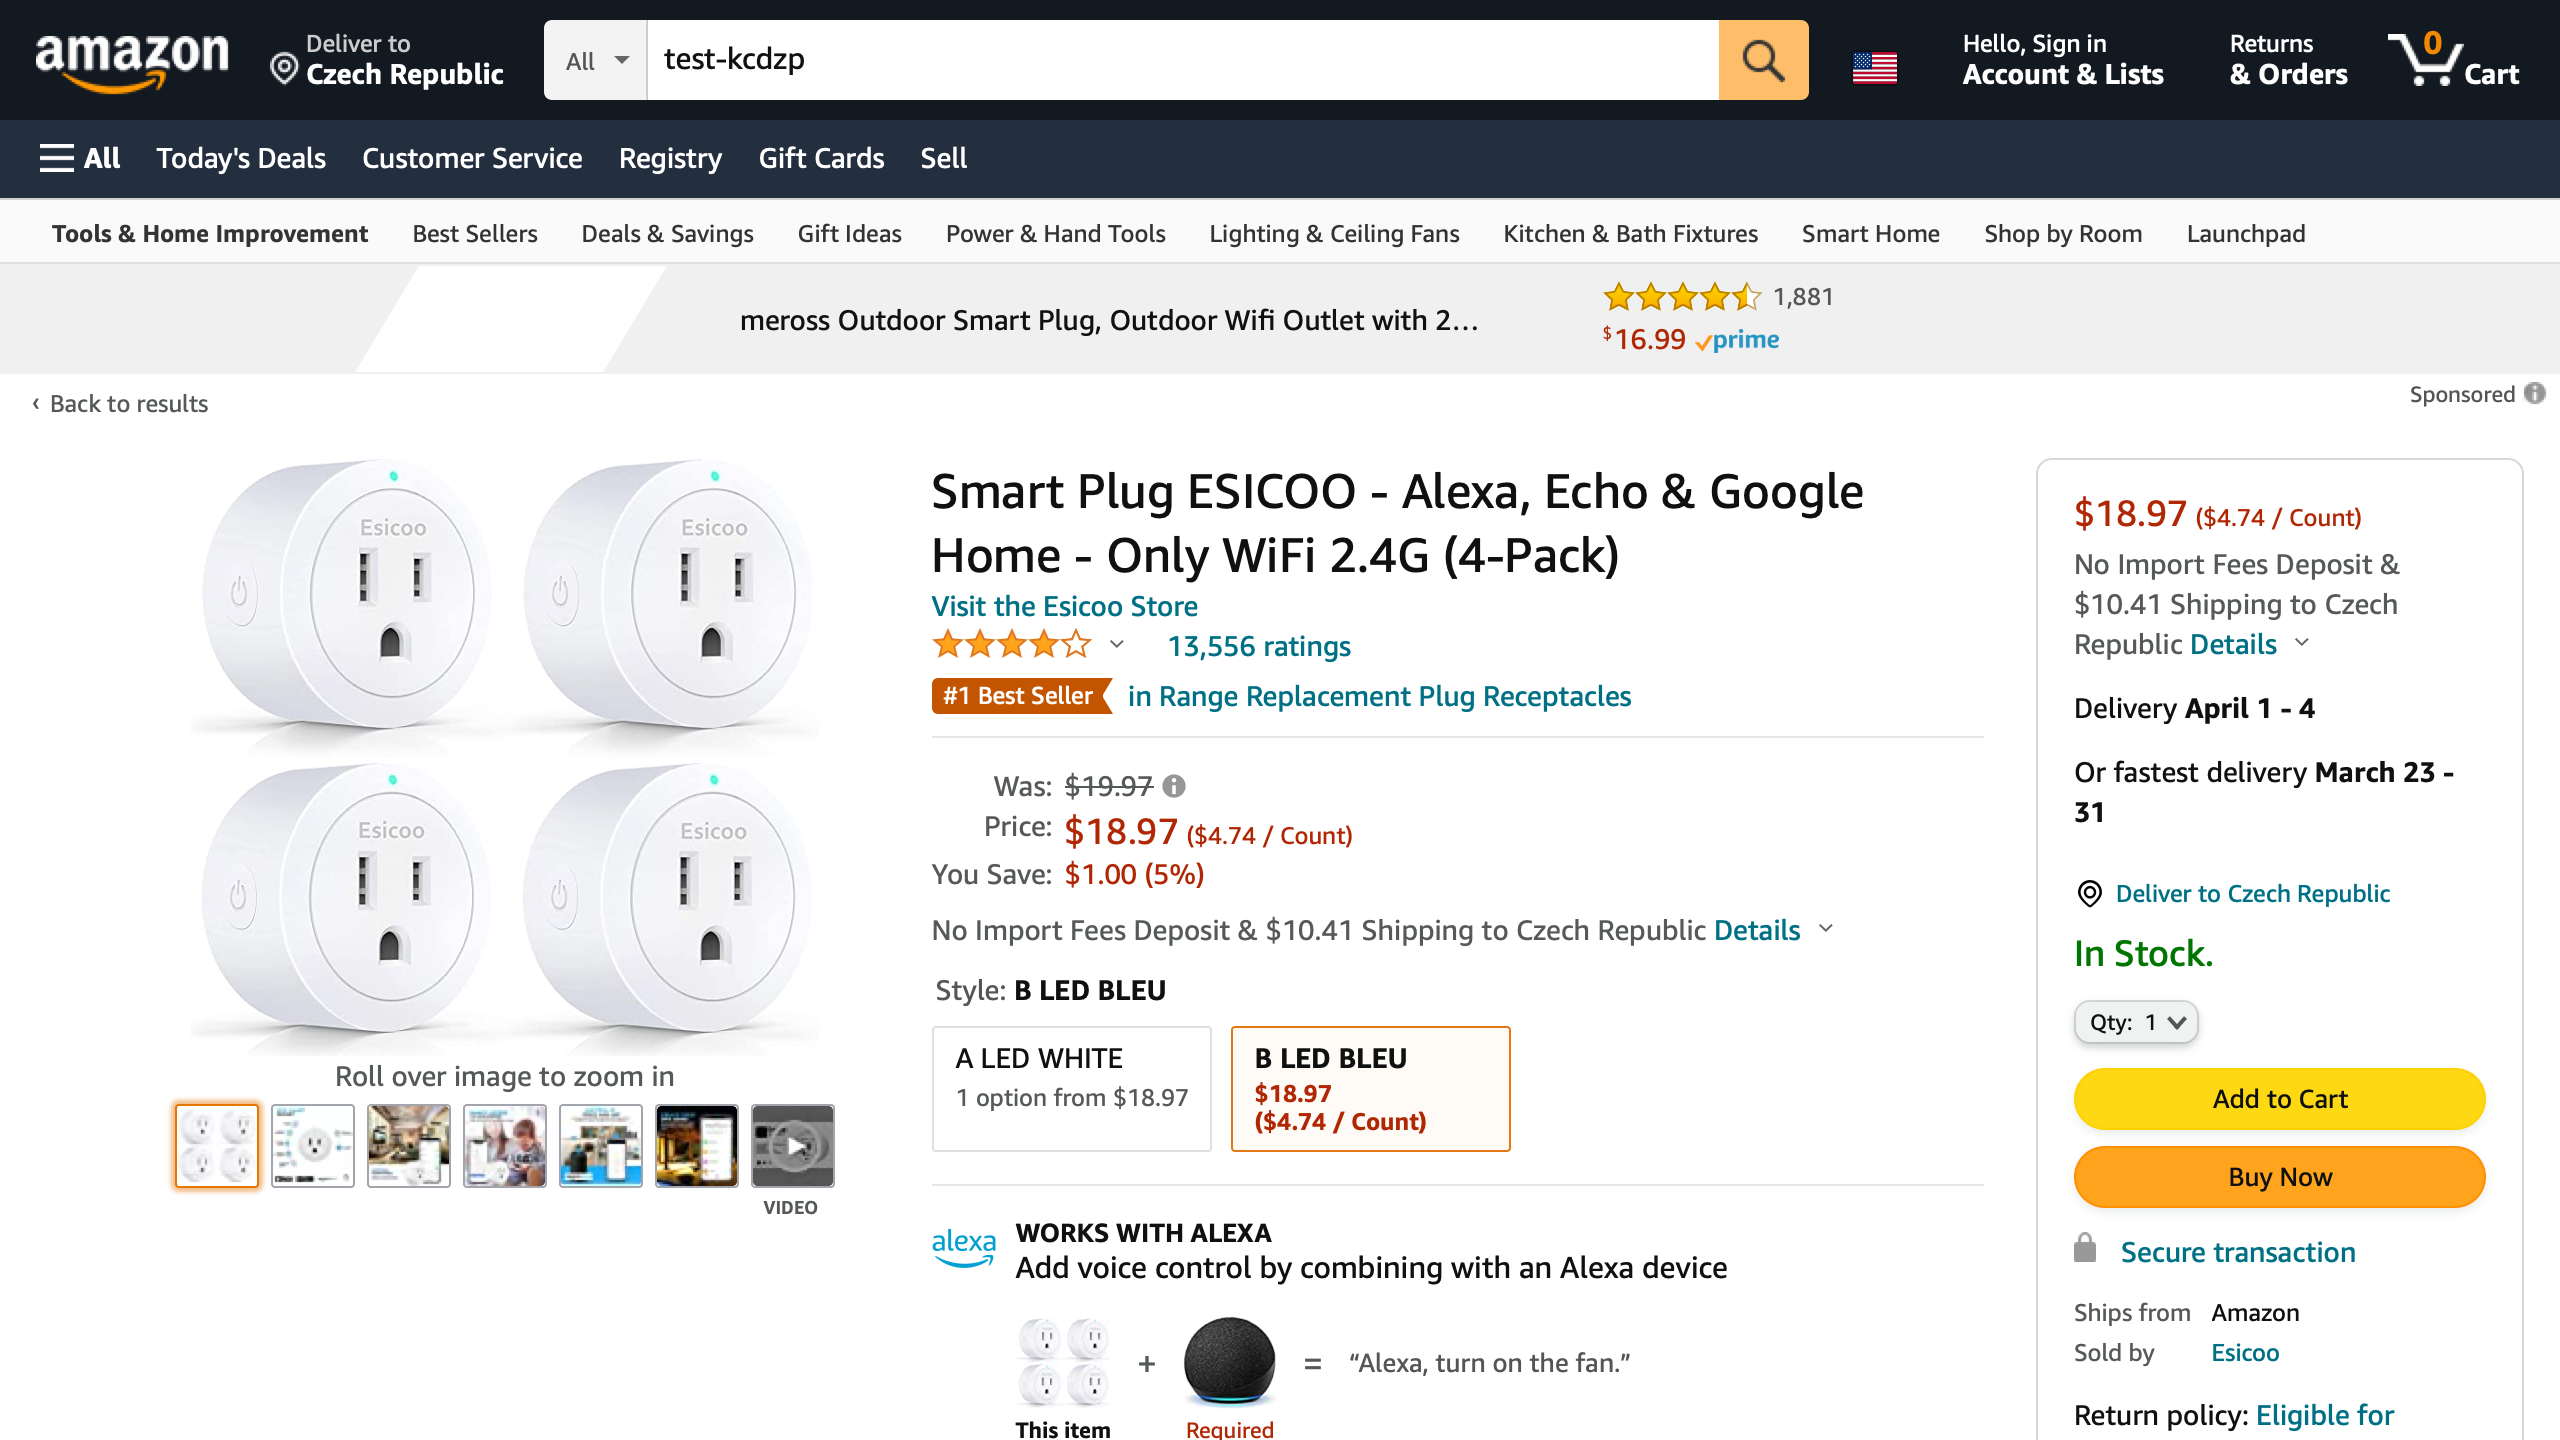 amazon
Deliver to
Czech Republic
All
test-kcdzp
Hello, Sign in
Account & Lists
Returns
& Orders
0
Cart
All
Today's Deals
Customer Service
Registry
Gift Cards
Sell
Tools & Home Improvement
Best Sellers
Deals & Savings
Gift Ideas
Power & Hand Tools
Lighting & Ceiling Fans
Kitchen & Bath Fixtures
Smart Home
Shop by Room
Launchpad
meross Outdoor Smart Plug, Outdoor Wifi Outlet with 2…
1,881
$16.99 prime
‹ Back to results
Sponsored
Esicoo
Esicoo
Esicoo
Esicoo
Roll over image to zoom in
VIDEO
Smart Plug ESICOO - Alexa, Echo & Google
Home - Only WiFi 2.4G (4-Pack)
Visit the Esicoo Store
13,556 ratings
#1 Best Seller in Range Replacement Plug Receptacles
Was: $19.97
Price: $18.97 ($4.74 / Count)
You Save: $1.00 (5%)
No Import Fees Deposit & $10.41 Shipping to Czech Republic Details
Style: B LED BLEU
A LED WHITE
1 option from $18.97
B LED BLEU
$18.97
($4.74 / Count)
alexa
WORKS WITH ALEXA
Add voice control by combining with an Alexa device
+
=
“Alexa, turn on the fan.”
This item
Required
$18.97 ($4.74 / Count)
No Import Fees Deposit &
$10.41 Shipping to Czech
Republic Details
Delivery April 1 - 4
Or fastest delivery March 23 -
31
Deliver to Czech Republic
In Stock.
Qty: 1
Add to Cart
Buy Now
Secure transaction
Ships from Amazon
Sold by Esicoo
Return policy: Eligible for